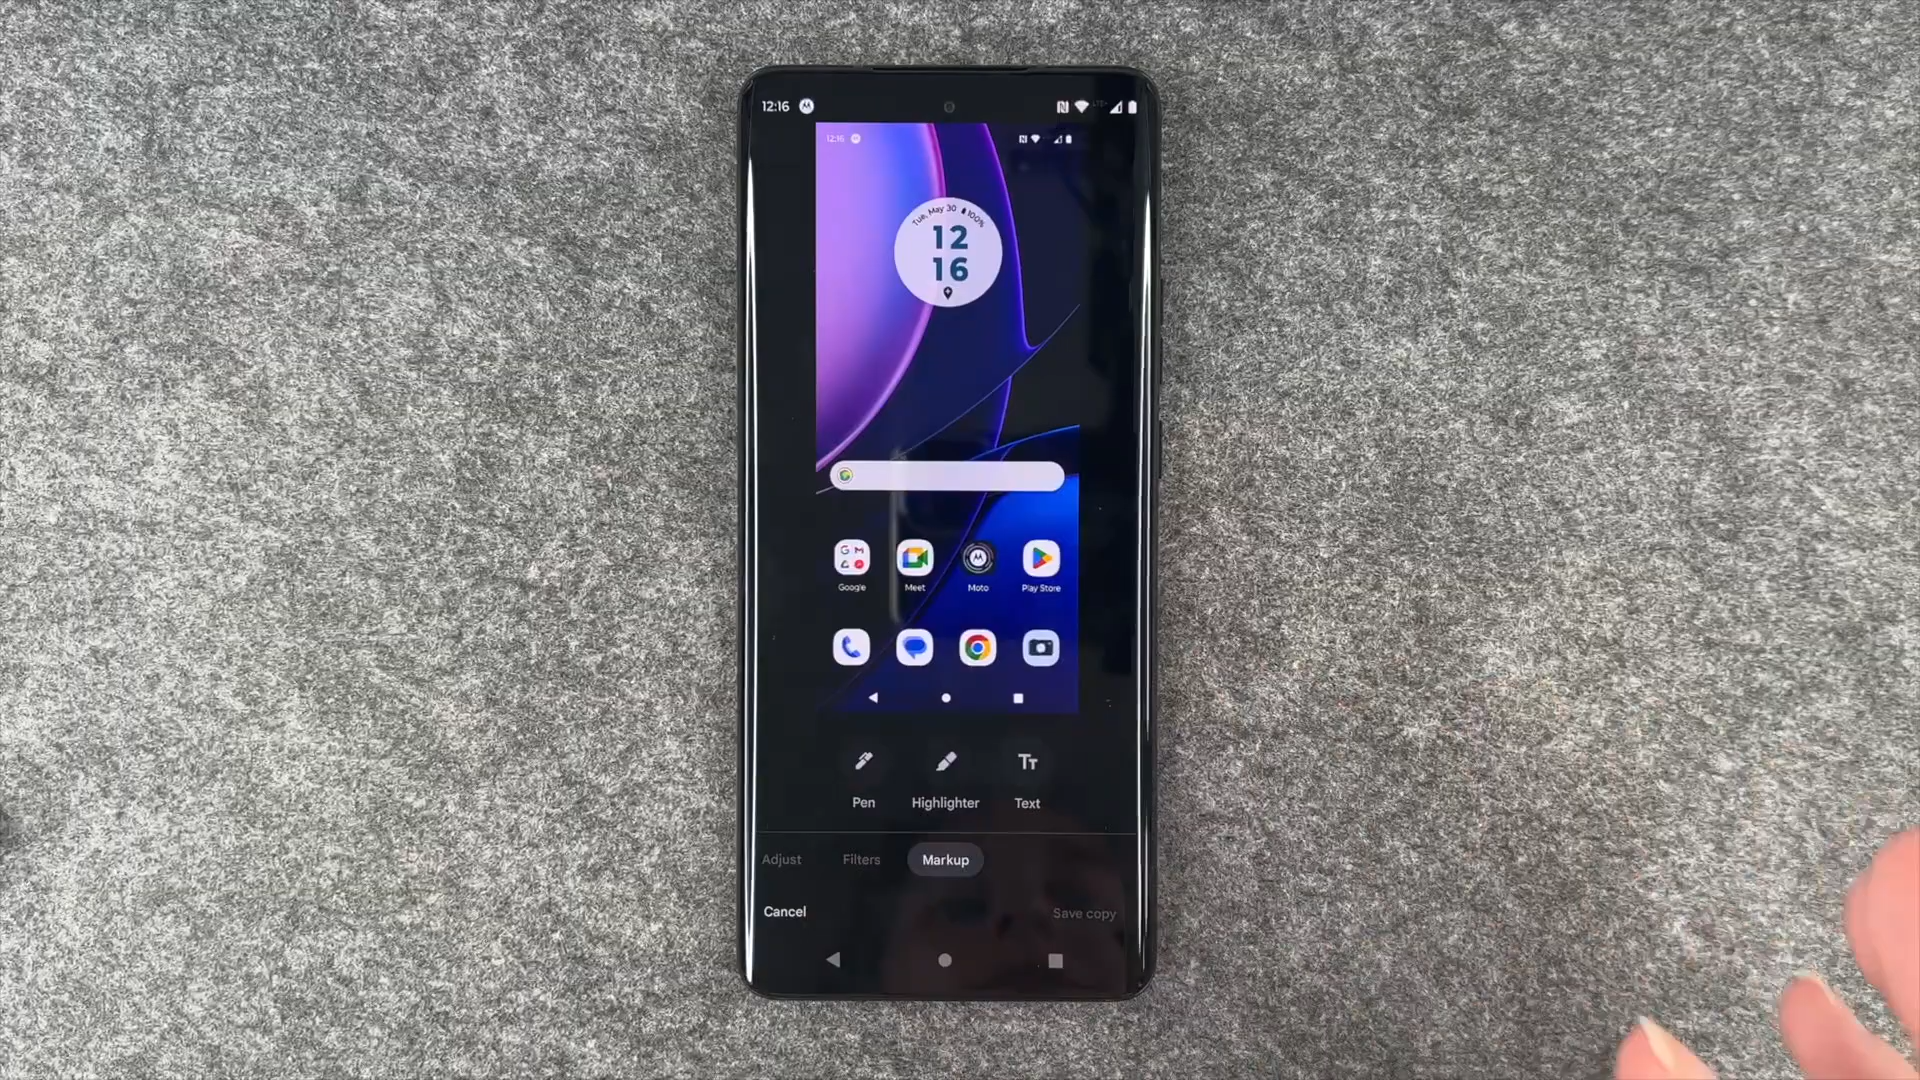 12:16
LTE+
12:16
Tue, May 30 100%
12
16
Google Meet Moto Play Store
Pen Highlighter Text
Adjust Filters Markup
Cancel Save copy